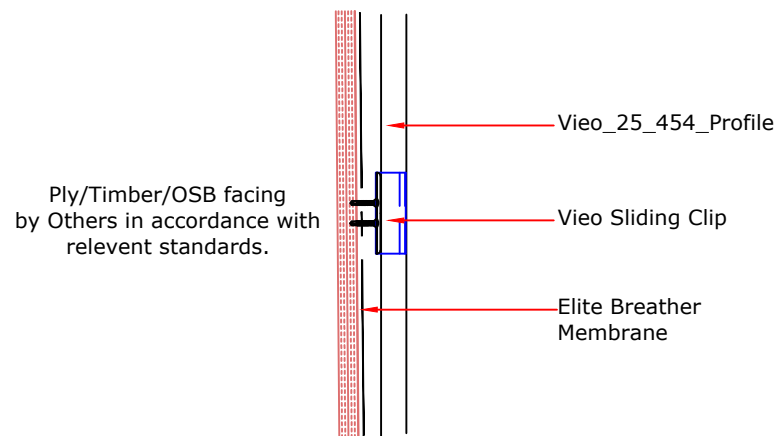 Vieo_25_454_Profile
Ply/Timber/OSB facing
by Others in accordance with
relevent standards.
Vieo Sliding Clip
Elite Breather
Membrane